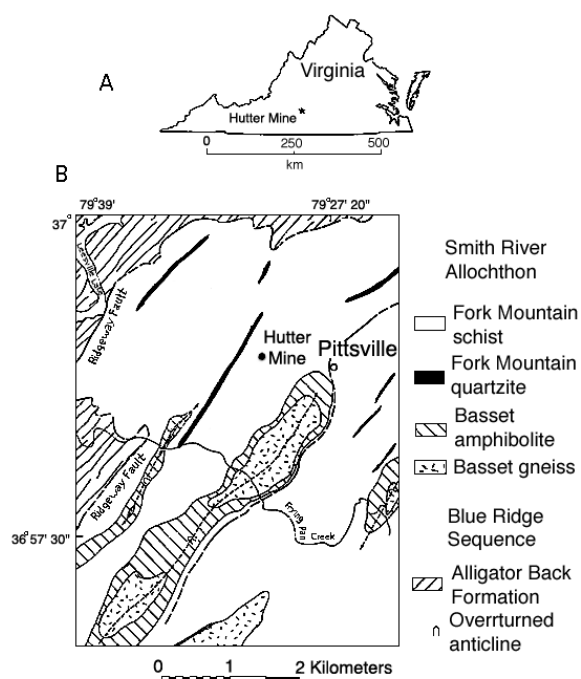 A
Virginia
Hutter Mine *
0 250 500
km
B
79°39' 79°27' 20"
37°
Leesville Lake
Ridgeway Fault
Hutter
Mine
Pittsville
Ridgeway Fault
Frying Pan
Creek
36°57' 30"
0 1 2 Kilometers
Smith River
Allochthon
Fork Mountain
schist
Fork Mountain
quartzite
Basset
amphibolite
Basset gneiss
Blue Ridge
Sequence
Alligator Back
Formation
Overrturned
anticline